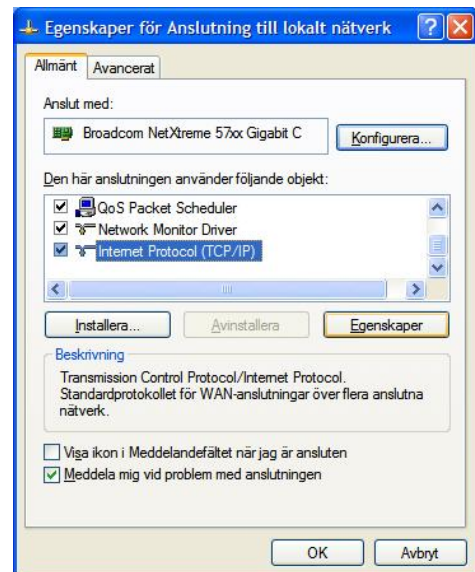 Egenskaper för Anslutning till lokalt nätverk
Allmänt Avancerat
Anslut med:
Broadcom NetXtreme 57xx Gigabit C Konfigurera...
Den här anslutningen använder följande objekt:
QoS Packet Scheduler
Network Monitor Driver
Internet Protocol (TCP/IP)
Installera... Avinstallera Egenskaper
Beskrivning
Transmission Control Protocol/Internet Protocol.
Standardprotokollet för WAN-anslutningar över flera anslutna
nätverk.
Visa ikon i Meddelandefältet när jag är ansluten
Meddela mig vid problem med anslutningen
OK Avbryt